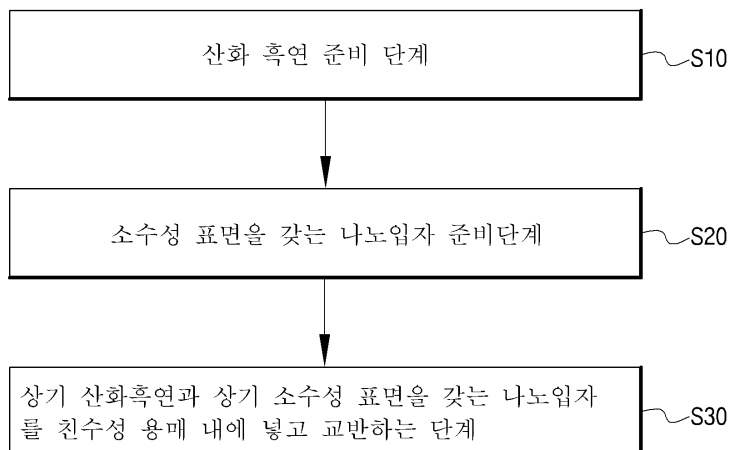 산화 흑연 준비 단계
S10
소수성 표면을 갖는 나노입자 준비단계
S20
상기 산화흑연과 상기 소수성 표면을 갖는 나노입자
를 친수성 용매 내에 넣고 교반하는 단계
S30